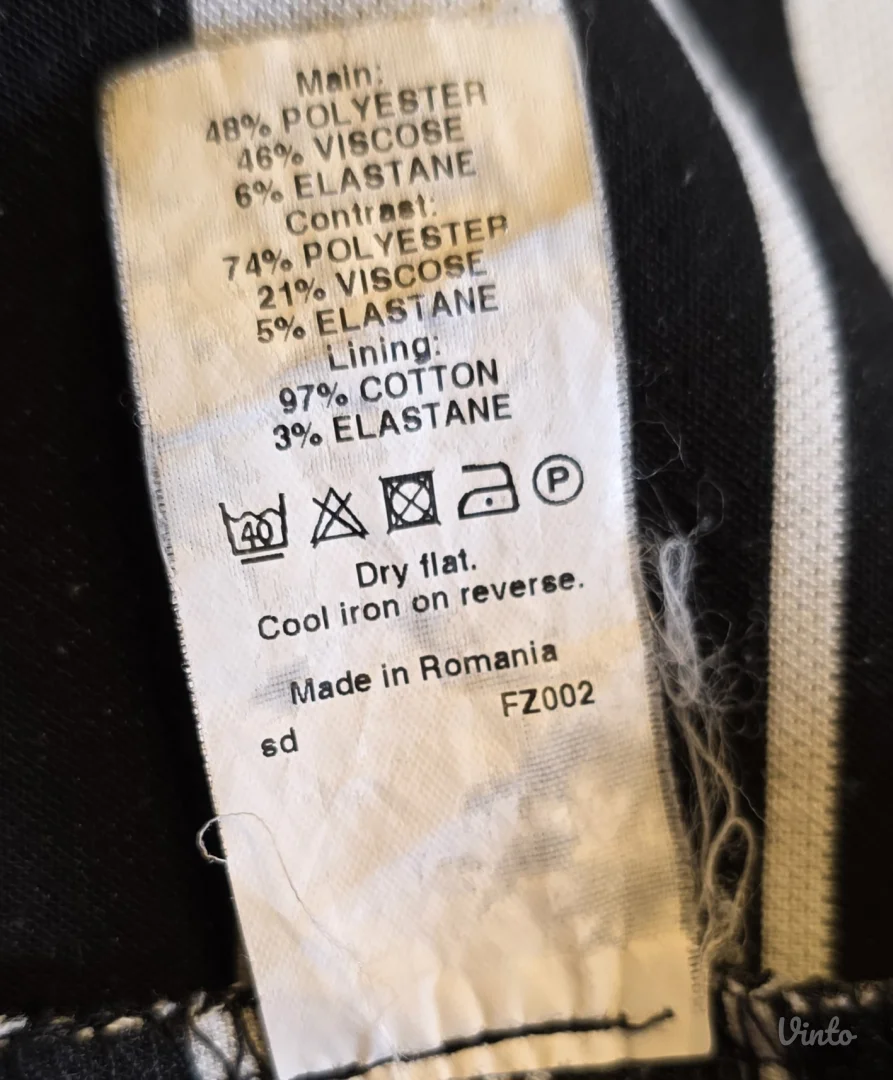 Main:
48% POLYESTER
46% VISCOSE
6% ELASTANE
Contrast:
74% POLYESTER
21% VISCOSE
5% ELASTANE
Lining:
97% COTTON
3% ELASTANE
40 P
Dry flat.
Cool iron on reverse.
Made in Romania
FZ002
sd
Vinto